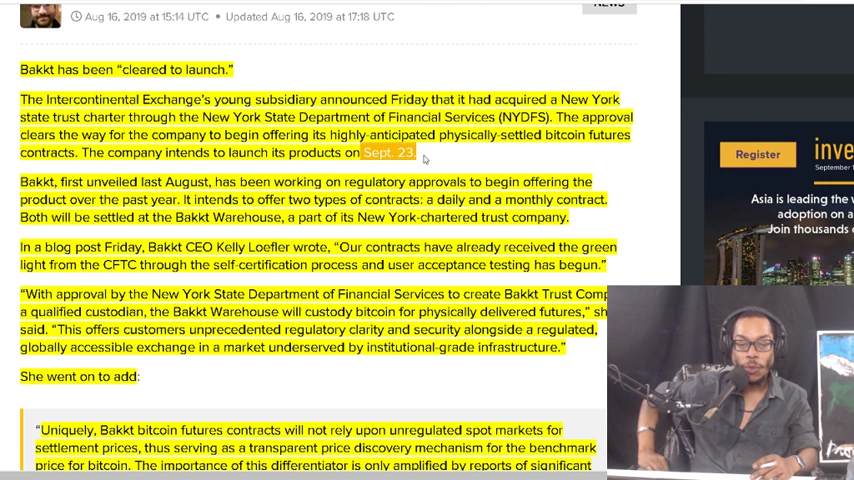 NEWS
Aug 16, 2019 at 15:14 UTC • Updated Aug 16, 2019 at 17:18 UTC
Bakkt has been “cleared to launch.”
The Intercontinental Exchange’s young subsidiary announced Friday that it had acquired a New York
state trust charter through the New York State Department of Financial Services (NYDFS). The approval
clears the way for the company to begin offering its highly-anticipated physically-settled bitcoin futures
contracts. The company intends to launch its products on Sept. 23.
Bakkt, first unveiled last August, has been working on regulatory approvals to begin offering the
product over the past year. It intends to offer two types of contracts: a daily and a monthly contract.
Both will be settled at the Bakkt Warehouse, a part of its New York-chartered trust company.
In a blog post Friday, Bakkt CEO Kelly Loefler wrote, “Our contracts have already received the green
light from the CFTC through the self-certification process and user acceptance testing has begun.”
“With approval by the New York State Department of Financial Services to create Bakkt Trust Comp
a qualified custodian, the Bakkt Warehouse will custody bitcoin for physically delivered futures,” sh
said. “This offers customers unprecedented regulatory clarity and security alongside a regulated,
globally accessible exchange in a market underserved by institutional-grade infrastructure.”
She went on to add:
“Uniquely, Bakkt bitcoin futures contracts will not rely upon unregulated spot markets for
settlement prices, thus serving as a transparent price discovery mechanism for the benchmark
price for bitcoin. The importance of this differentiator is only amplified by reports of significant
Register
inve
September 1
Asia is leading the w
adoption on a
Join thousands